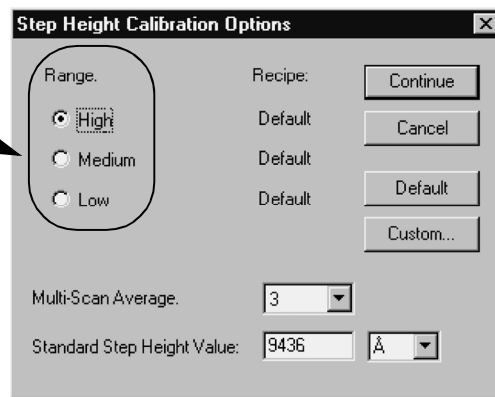 Step Height Calibration Options
Range. Recipe: Continue
High Default Cancel
Medium Default
Low Default Default
Custom...
Multi-Scan Average. 3
Standard Step Height Value: 9436 Å